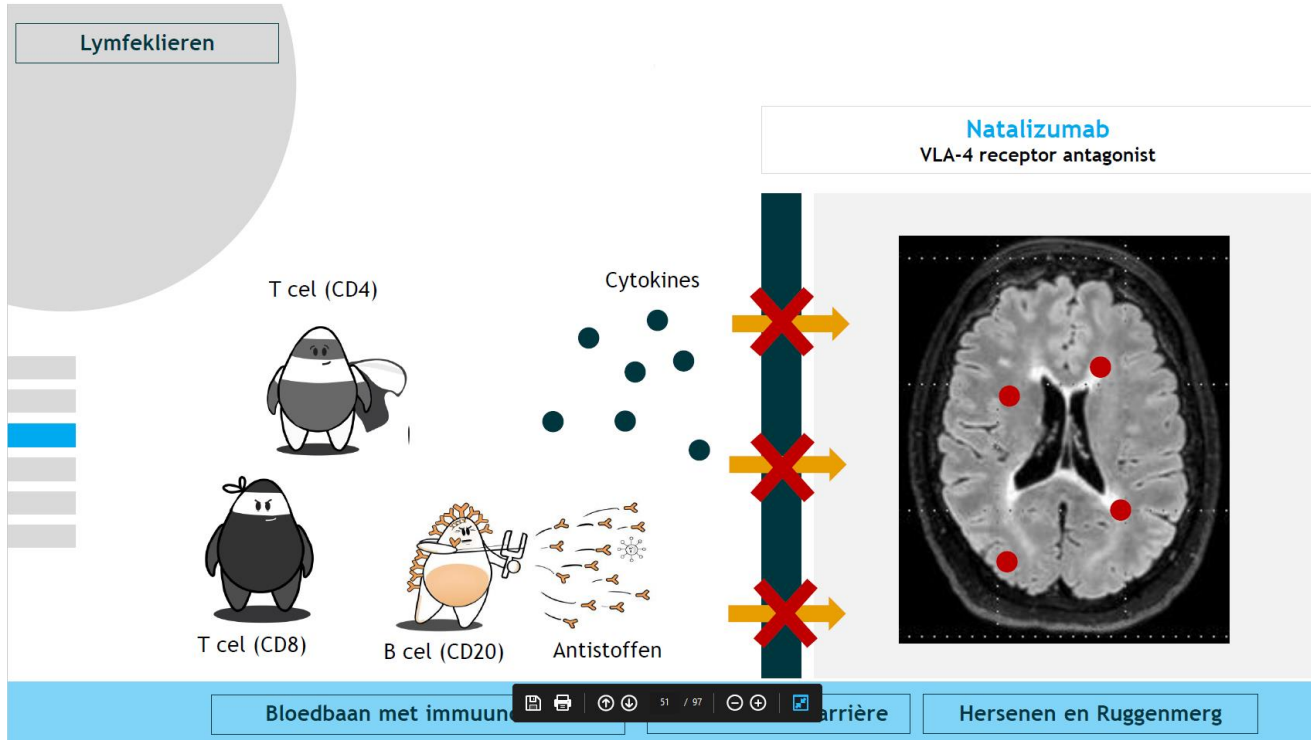 Lymfeklieren
Natalizumab
VLA-4 receptor antagonist
T cel (CD4)
Cytokines
T cel (CD8)
B cel (CD20)
Antistoffen
Bloedbaan met immuun
51 / 97
arrière
Hersenen en Ruggenmerg